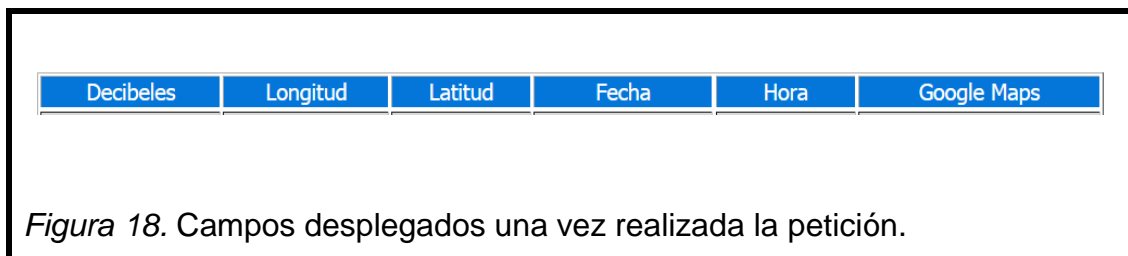 Decibeles Longitud Latitud Fecha Hora Google Maps
Figura 18. Campos desplegados una vez realizada la petición.